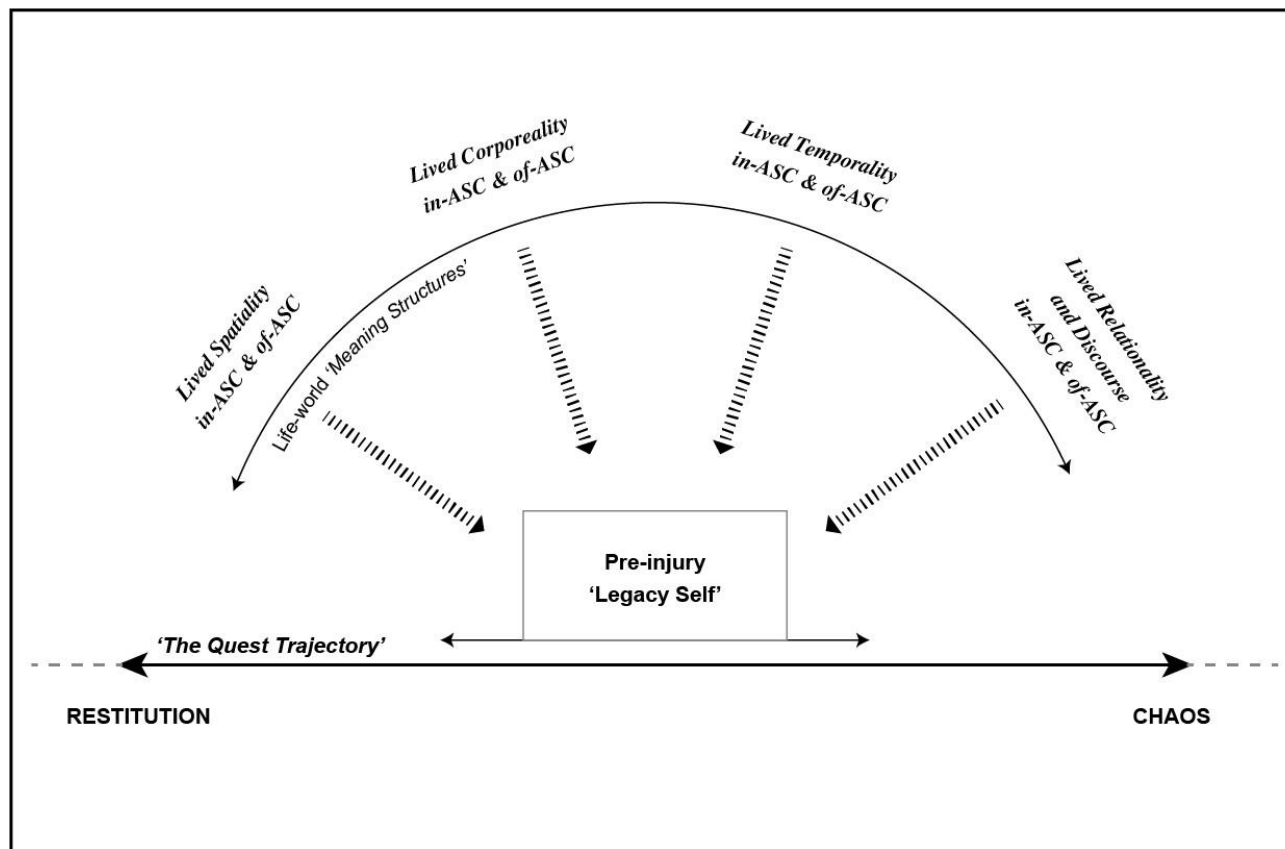 Lived Spatiality
in-ASC & of-ASC
Life-world ‘Meaning Structures’
Lived Corporeality
in-ASC & of-ASC
Lived Temporality
in-ASC & of-ASC
Lived Relationality
and Discourse
in-ASC & of-ASC
Pre-injury
‘Legacy Self’
‘The Quest Trajectory’
RESTITUTION
CHAOS